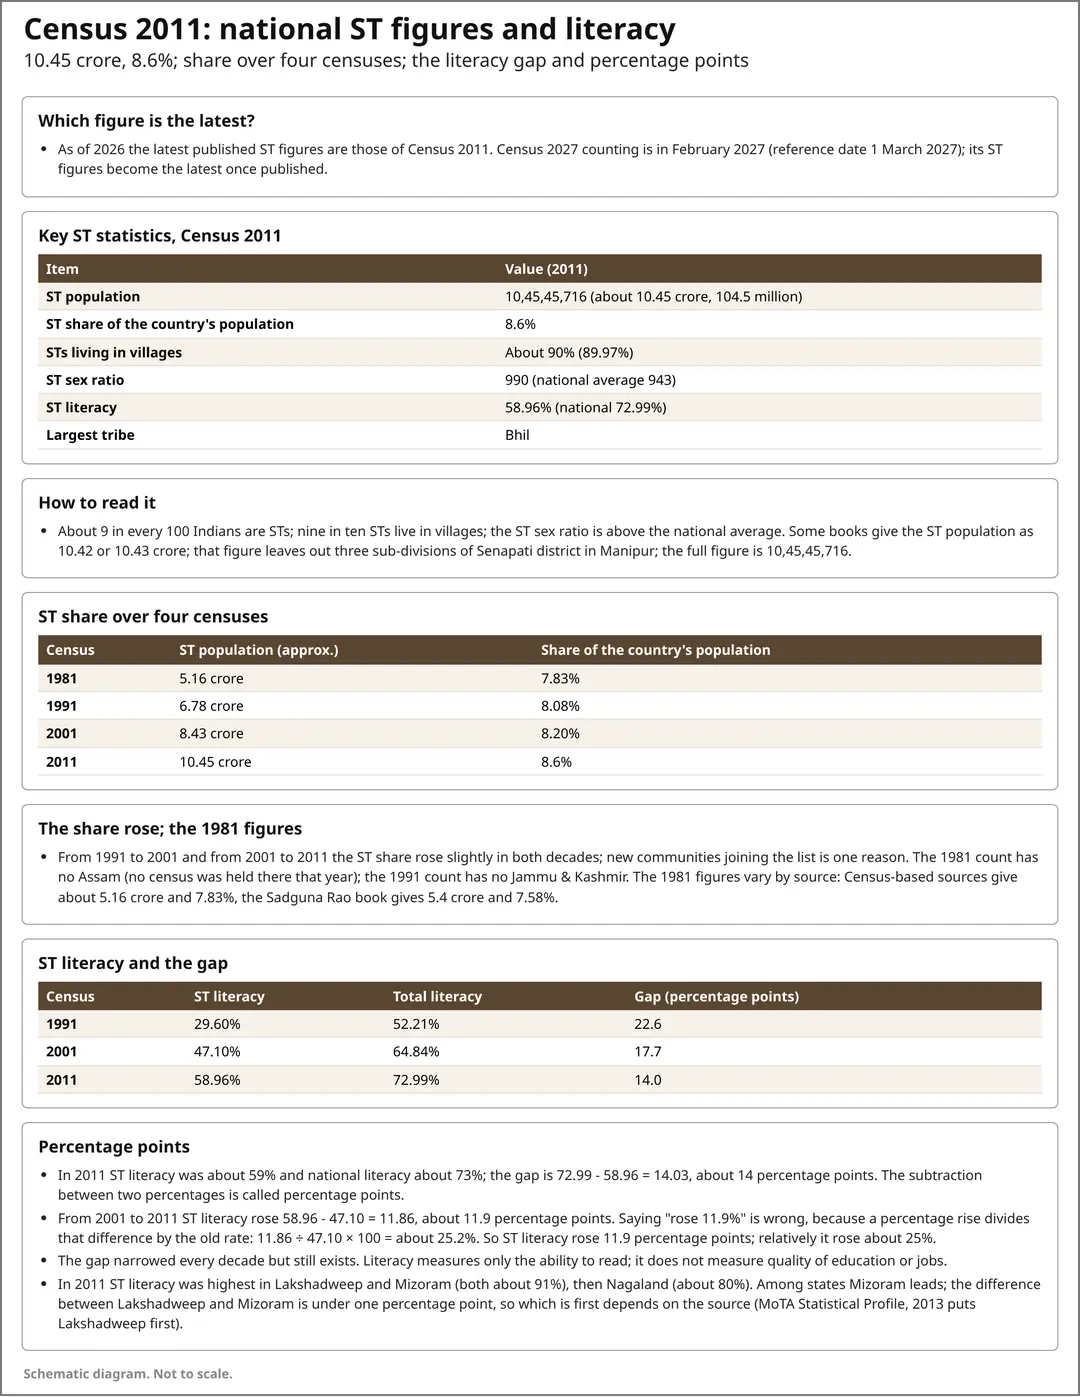 Census 2011: national ST figures and literacy
10.45 crore, 8.6%; share over four censuses; the literacy gap and percentage points
Which figure is the latest?
• As of 2026 the latest published ST figures are those of Census 2011. Census 2027 counting is in February 2027 (reference date 1 March 2027); its ST
figures become the latest once published.
Key ST statistics, Census 2011
Item Value (2011)
ST population 10,45,45,716 (about 10.45 crore, 104.5 million)
ST share of the country's population 8.6%
STs living in villages About 90% (89.97%)
ST sex ratio 990 (national average 943)
ST literacy 58.96% (national 72.99%)
Largest tribe Bhil
How to read it
• About 9 in every 100 Indians are STs; nine in ten STs live in villages; the ST sex ratio is above the national average. Some books give the ST population as
10.42 or 10.43 crore; that figure leaves out three sub-divisions of Senapati district in Manipur; the full figure is 10,45,45,716.
ST share over four censuses
Census ST population (approx.) Share of the country's population
1981 5.16 crore 7.83%
1991 6.78 crore 8.08%
2001 8.43 crore 8.20%
2011 10.45 crore 8.6%
The share rose; the 1981 figures
• From 1991 to 2001 and from 2001 to 2011 the ST share rose slightly in both decades; new communities joining the list is one reason. The 1981 count has
no Assam (no census was held there that year); the 1991 count has no Jammu & Kashmir. The 1981 figures vary by source: Census-based sources give
about 5.16 crore and 7.83%, the Sadguna Rao book gives 5.4 crore and 7.58%.
ST literacy and the gap
Census ST literacy Total literacy Gap (percentage points)
1991 29.60% 52.21% 22.6
2001 47.10% 64.84% 17.7
2011 58.96% 72.99% 14.0
Percentage points
• In 2011 ST literacy was about 59% and national literacy about 73%; the gap is 72.99 - 58.96 = 14.03, about 14 percentage points. The subtraction
between two percentages is called percentage points.
• From 2001 to 2011 ST literacy rose 58.96 - 47.10 = 11.86, about 11.9 percentage points. Saying "rose 11.9%" is wrong, because a percentage rise divides
that difference by the old rate: 11.86 ÷ 47.10 × 100 = about 25.2%. So ST literacy rose 11.9 percentage points; relatively it rose about 25%.
• The gap narrowed every decade but still exists. Literacy measures only the ability to read; it does not measure quality of education or jobs.
• In 2011 ST literacy was highest in Lakshadweep and Mizoram (both about 91%), then Nagaland (about 80%). Among states Mizoram leads; the difference
between Lakshadweep and Mizoram is under one percentage point, so which is first depends on the source (MoTA Statistical Profile, 2013 puts
Lakshadweep first).
Schematic diagram. Not to scale.